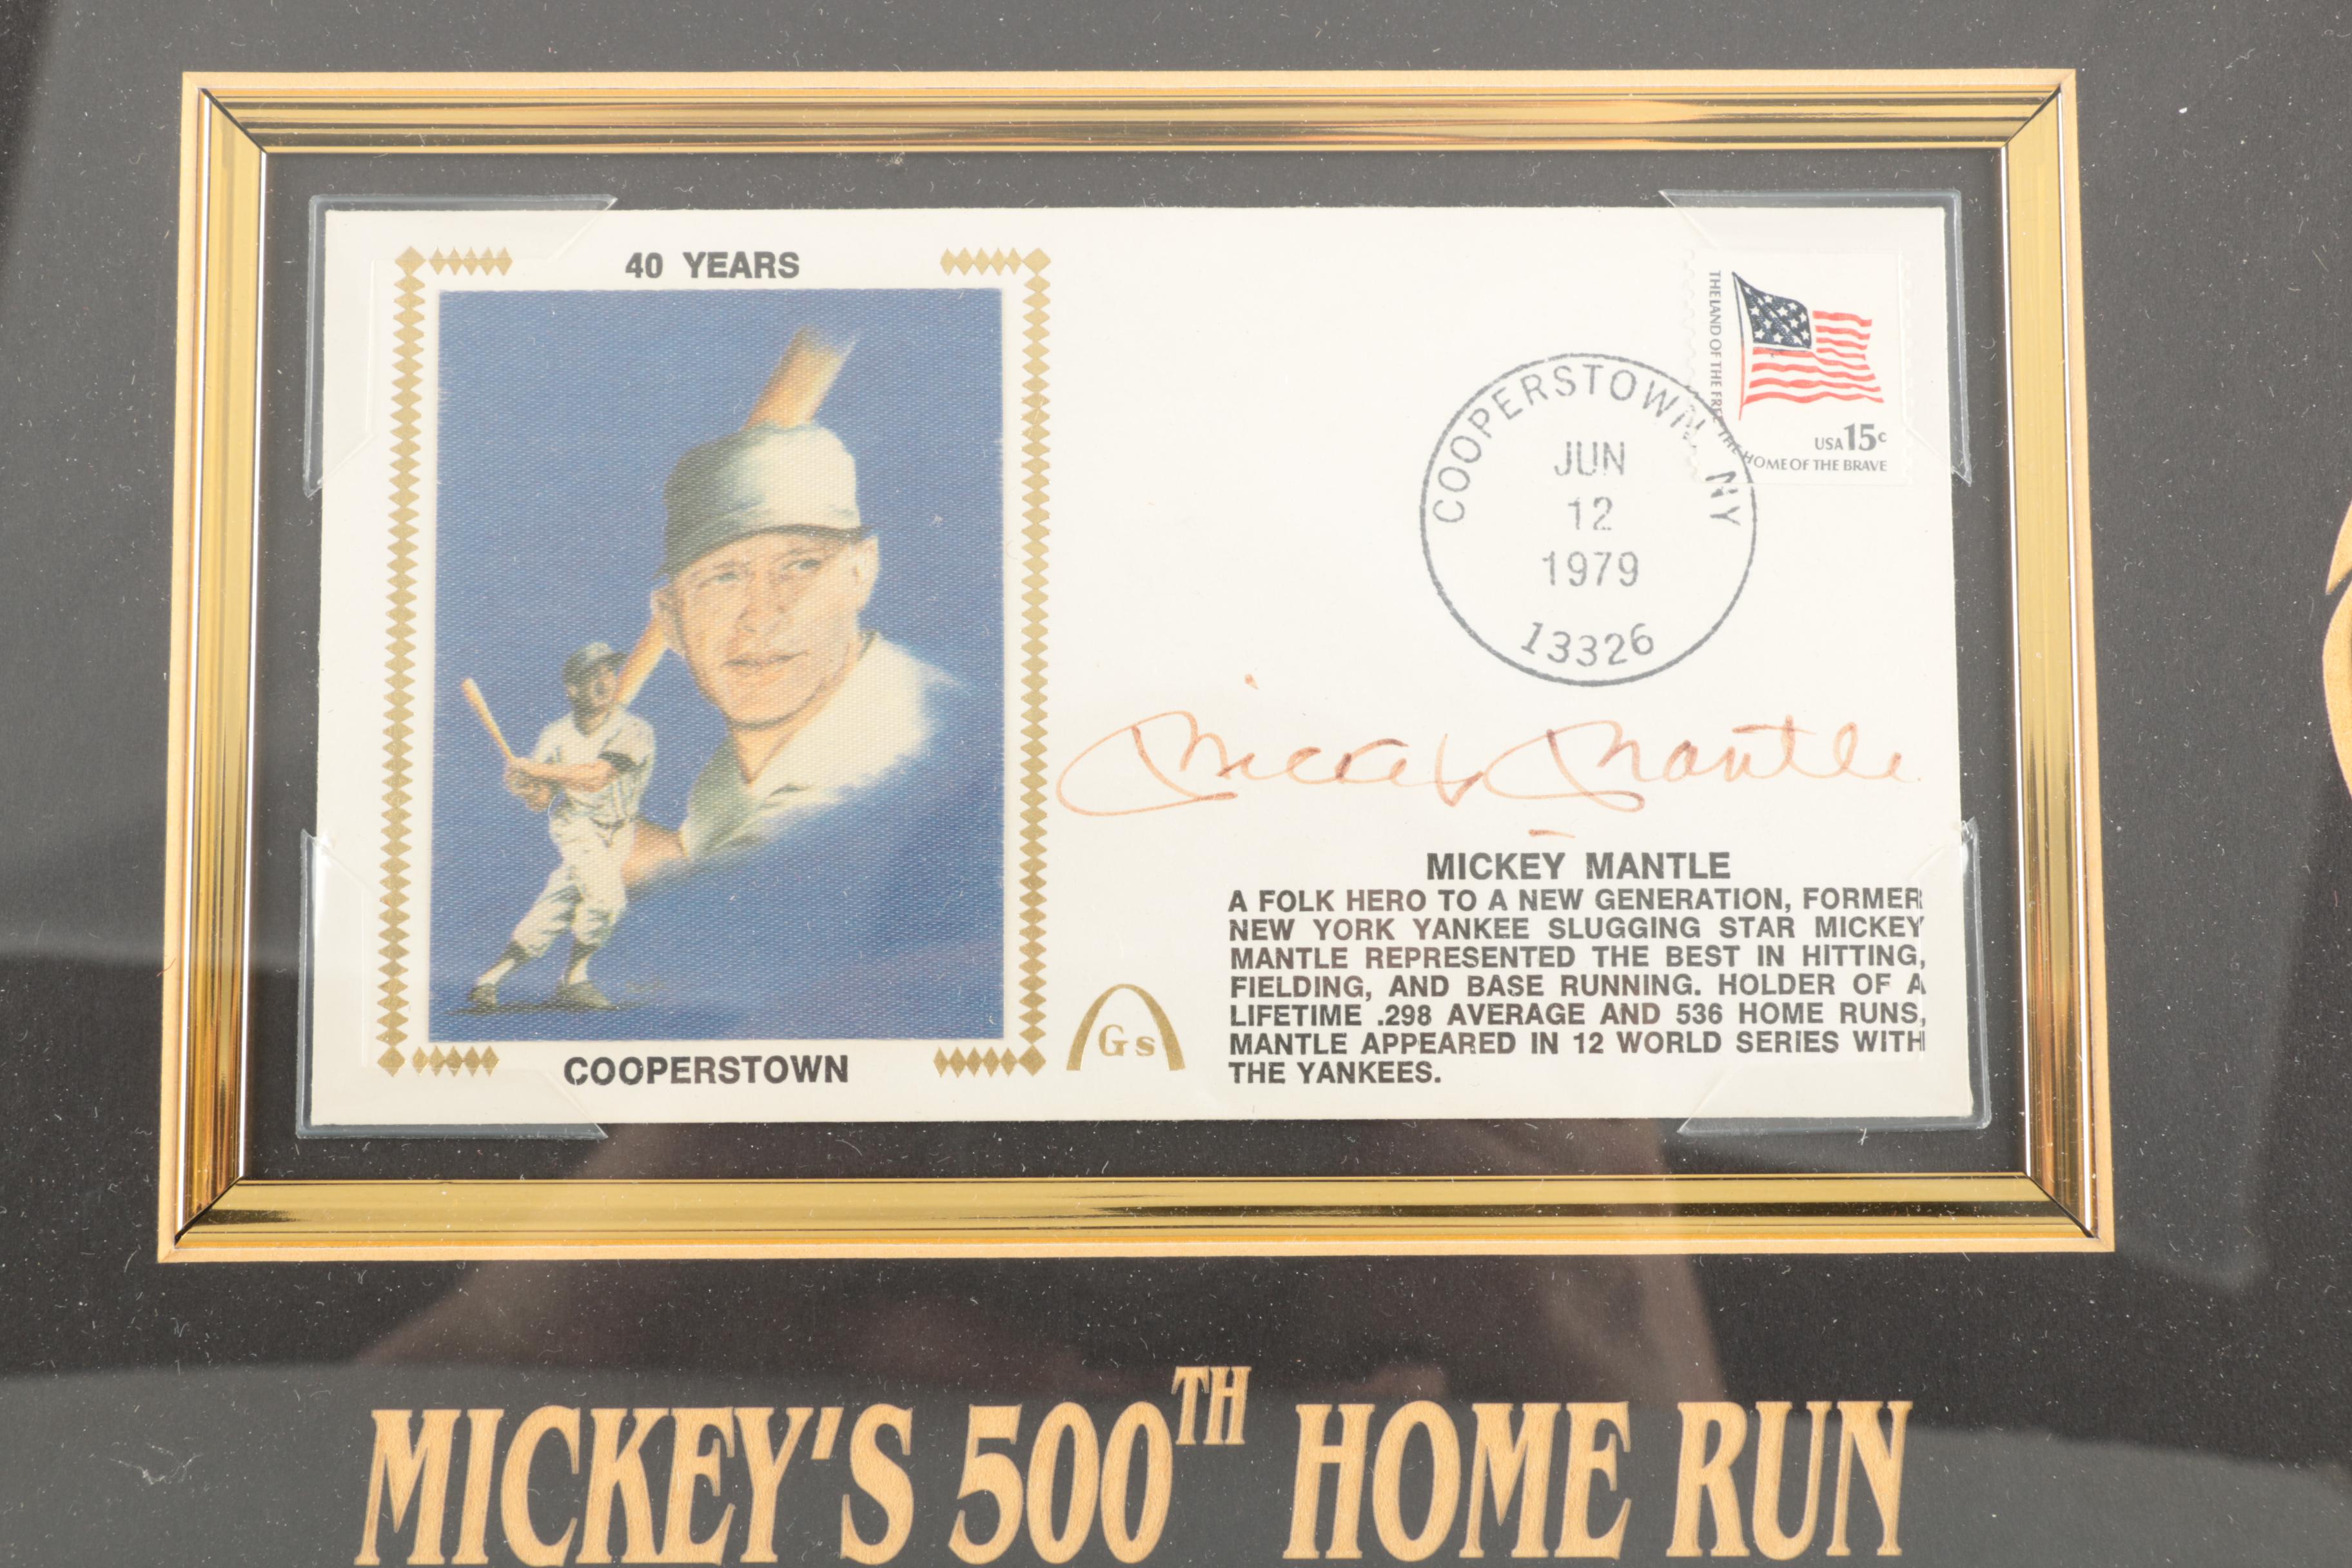 40 YEARS
COOPERSTOWN
THE LAND OF THE FREE THE HOME OF THE BRAVE
USA 15c
COOPERSTOWN, NY
JUN
12
1979
13326
Mickey Mantle
MICKEY MANTLE
A FOLK HERO TO A NEW GENERATION, FORMER
NEW YORK YANKEE SLUGGING STAR MICKEY
MANTLE REPRESENTED THE BEST IN HITTING,
FIELDING, AND BASE RUNNING. HOLDER OF A
LIFETIME .298 AVERAGE AND 536 HOME RUNS,
MANTLE APPEARED IN 12 WORLD SERIES WITH
THE YANKEES.
Gs
MICKEY'S 500TH HOME RUN